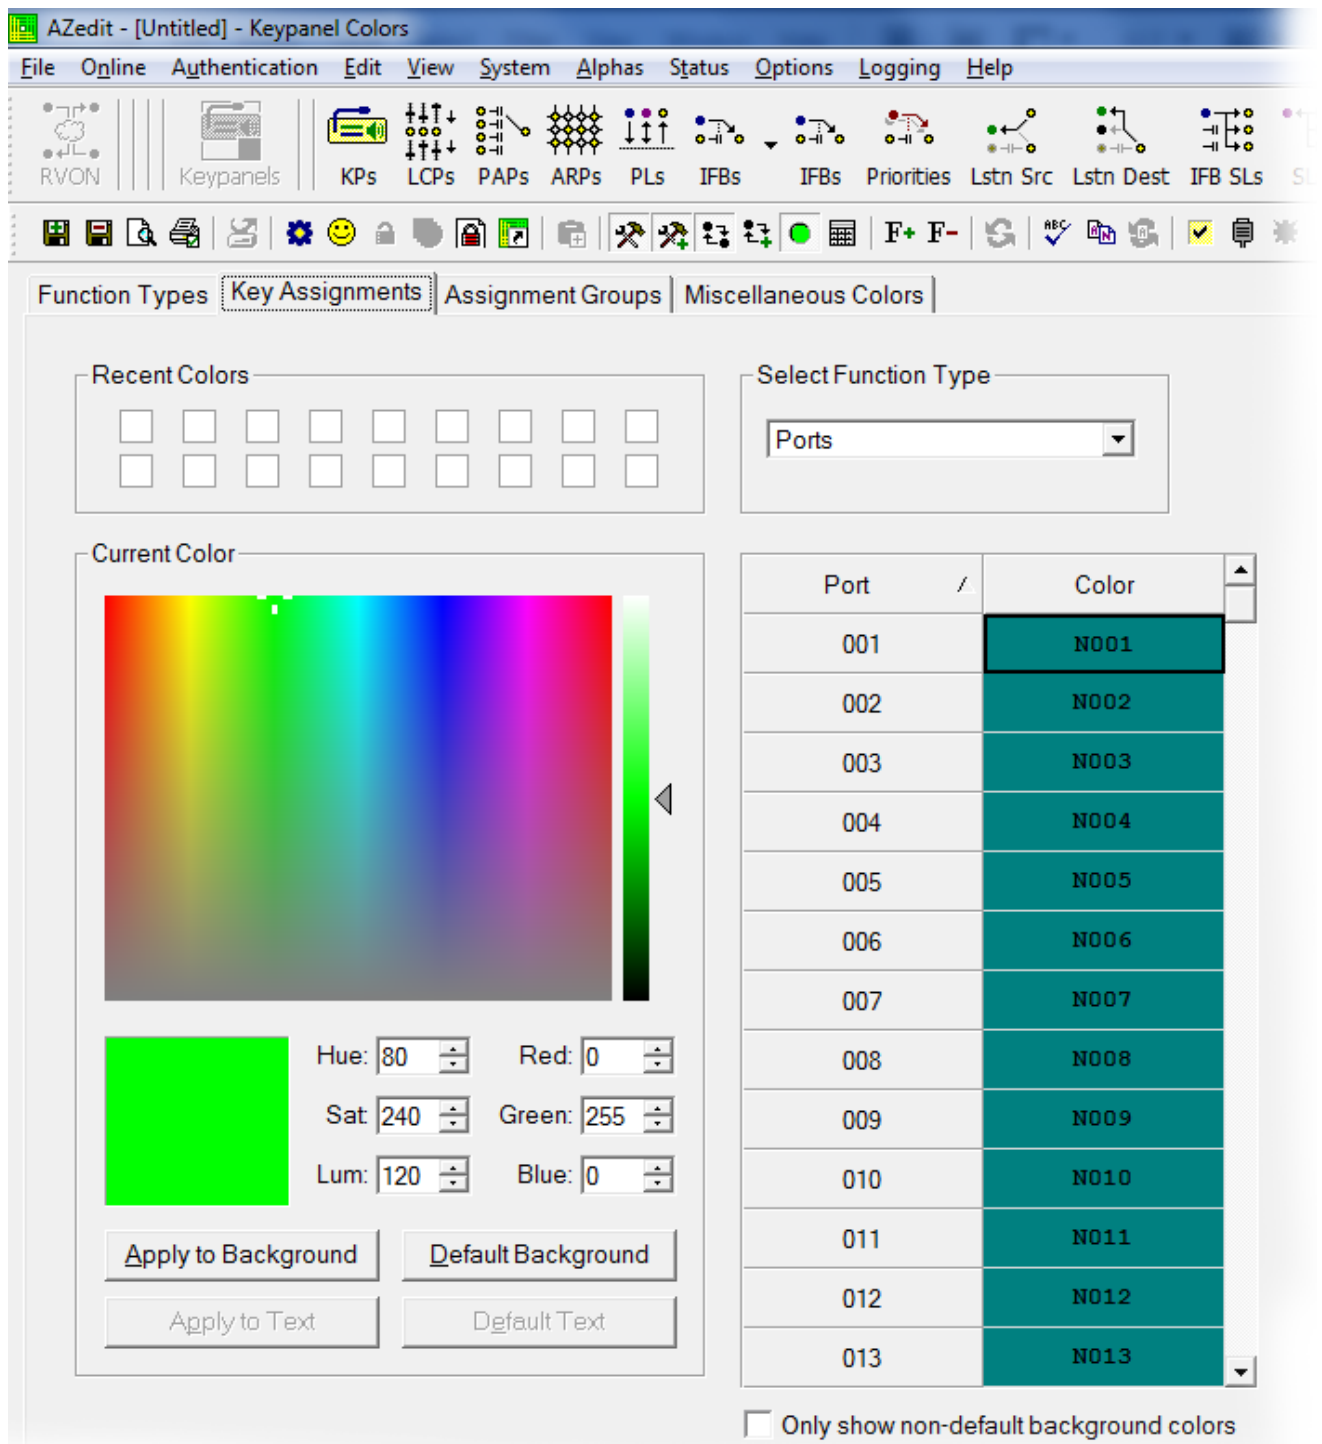 AZedit - [Untitled] - Keypanel Colors
File Online Authentication Edit View System Alphas Status Options Logging Help
RVON Keypanels KPs LCPs PAPs ARPs PLs IFBs IFBs Priorities Lstn Src Lstn Dest IFB SLs
F+ F-
Function Types Key Assignments Assignment Groups Miscellaneous Colors
Recent Colors
Select Function Type
Ports
Current Color
Port Color
001 N001
002 N002
003 N003
004 N004
005 N005
006 N006
007 N007
008 N008
009 N009
010 N010
011 N011
012 N012
013 N013
Hue: 80 Red: 0
Sat: 240 Green: 255
Lum: 120 Blue: 0
Apply to Background Default Background
Apply to Text Default Text
Only show non-default background colors